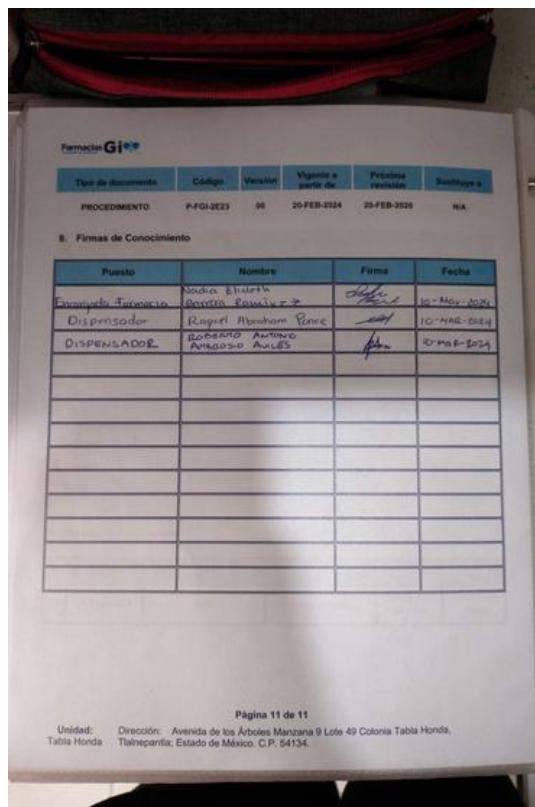 Farmacias Gi
Tipo de documento Código Versión Vigente a partir de Próxima revisión Sustituye a
PROCEDIMIENTO P-FGI-2E23 00 20-FEB-2024 20-FEB-2026 N/A
8. Firmas de Conocimiento
Puesto Nombre Firma Fecha
Encargada Farmacia Nadia Barrera Ramirez 10-Mar-2024
Dispensador Raquel Abraham Ponce 10-MAR-2024
DISPENSADOR ROBERTO ANTONIO AMBROSIO AVILÉS 10-MAR-2024
Página 11 de 11
Unidad: Dirección: Avenida de los Árboles Manzana 9 Lote 49 Colonia Tabla Honda,
Tabla Honda Tlalnepantla; Estado de México. C.P. 54134.